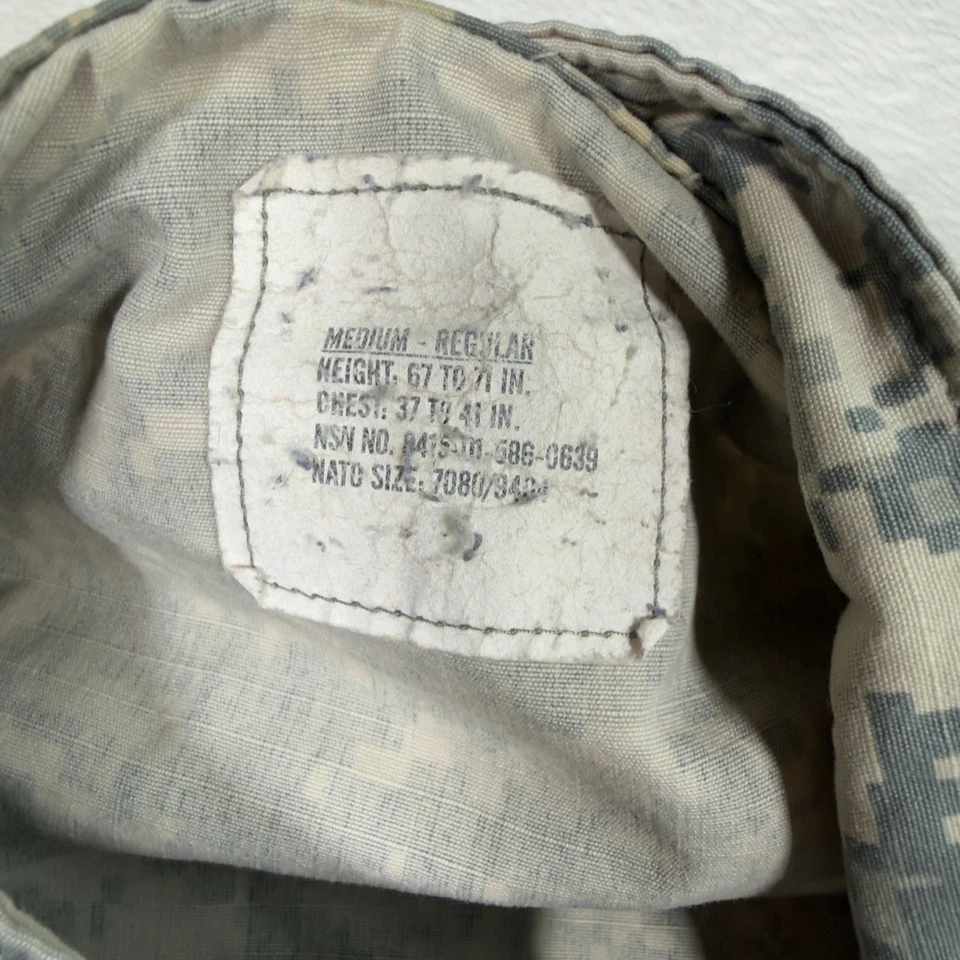 MEDIUM - REGULAR
HEIGHT: 67 TO 71 IN.
CHEST: 37 TO 41 IN.
NSN NO. 8415-01-586-0639
NATO SIZE: 7080/9404